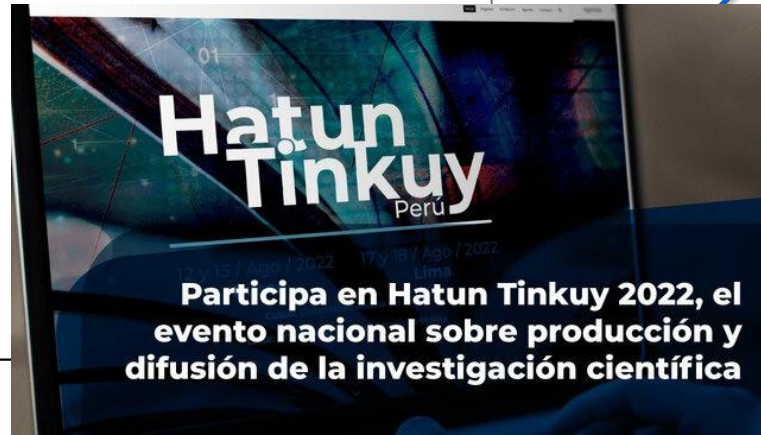 01
Hatun
Tinkuy
Perú
12 y 15 / Ago / 2022 17 y 18 / Ago / 2022
Lima
Participa en Hatun Tinkuy 2022, el
evento nacional sobre producción y
difusión de la investigación científica